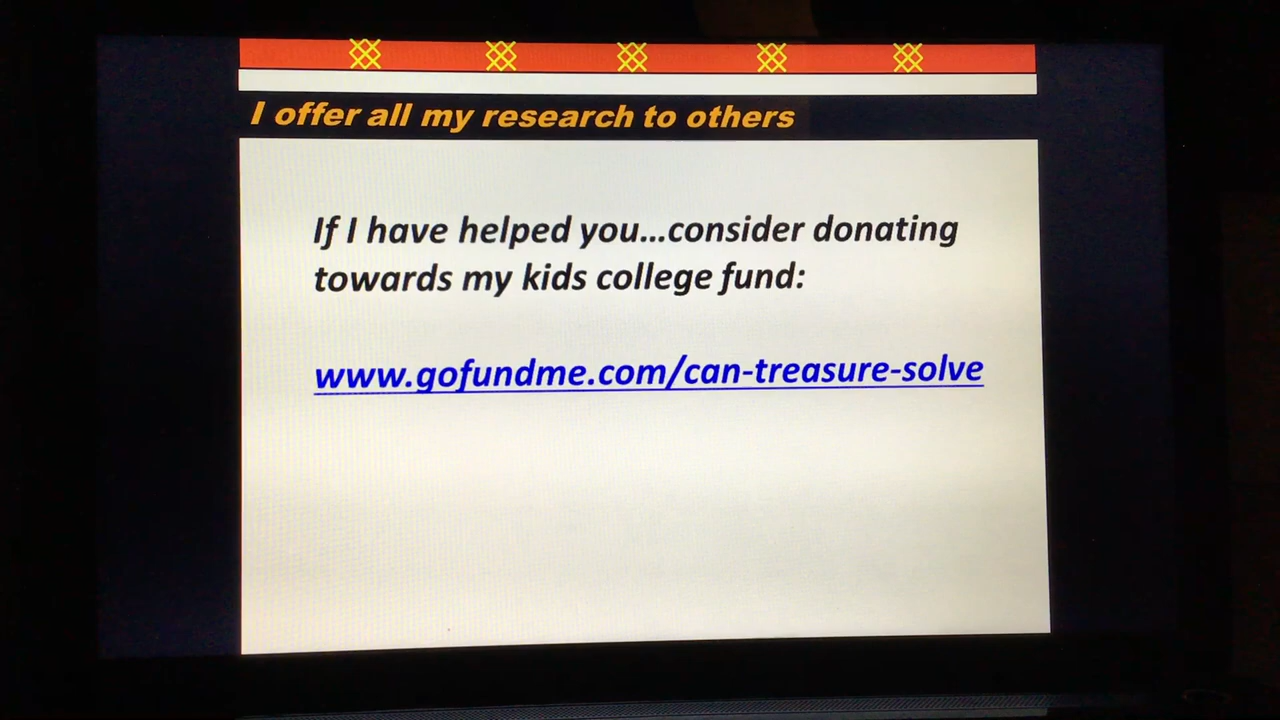 I offer all my research to others
If I have helped you...consider donating
towards my kids college fund:
www.gofundme.com/can-treasure-solve